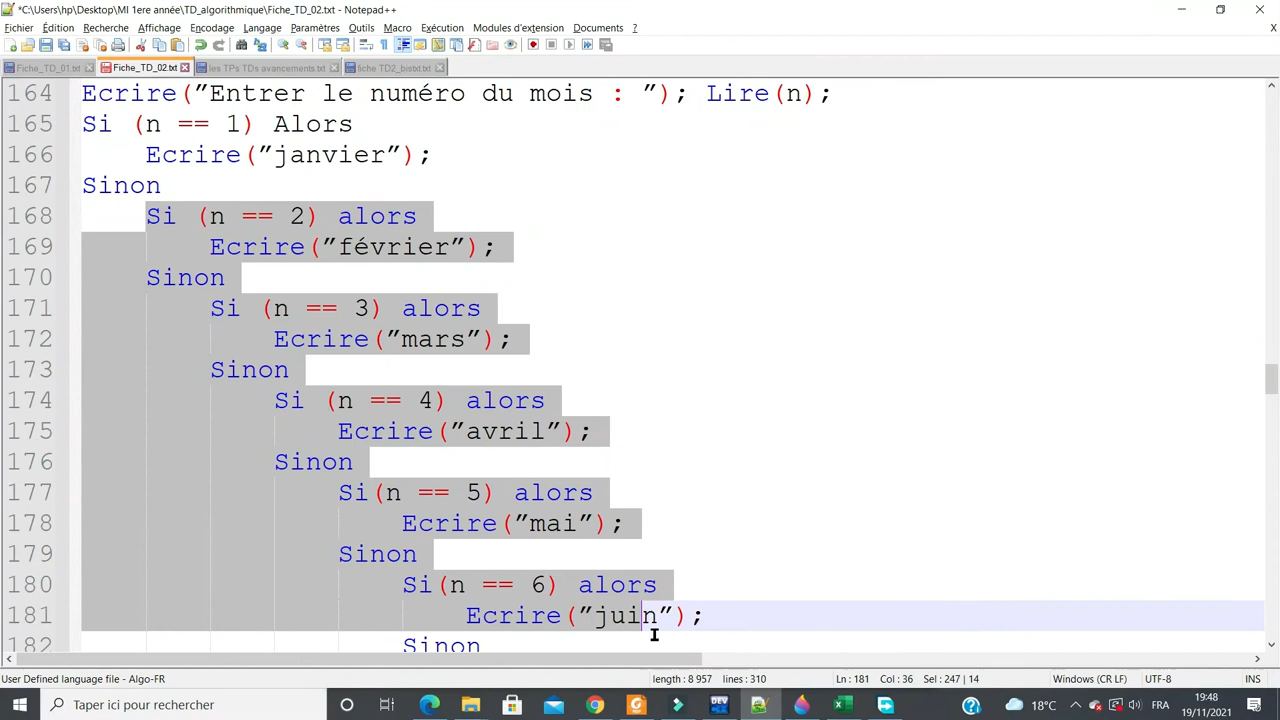 *C:\Users\hp\Desktop\MI 1ere année\TD_algorithmique\Fiche_TD_02.txt - Notepad++
Fichier Édition Recherche Affichage Encodage Langage Paramètres Outils Macro Exécution Modules d'extension Documents ?
Fiche_TD_01.txt Fiche_TD_02.txt les TPs TDs avancements.txt fiche TD2_bistxt.txt
164 Ecrire(”Entrer le numéro du mois : ”); Lire(n);
165 Si (n == 1) Alors
166 Ecrire(”janvier”);
167 Sinon
168 Si (n == 2) alors
169 Ecrire(”février”);
170 Sinon
171 Si (n == 3) alors
172 Ecrire(”mars”);
173 Sinon
174 Si (n == 4) alors
175 Ecrire(”avril”);
176 Sinon
177 Si(n == 5) alors
178 Ecrire(”mai”);
179 Sinon
180 Si(n == 6) alors
181 Ecrire(”juin”);
182 Sinon
User Defined language file - Algo-FR length : 8 957 lines : 310 Ln : 181 Col : 36 Sel : 247 | 14 Windows (CR LF) UTF-8 INS
Taper ici pour rechercher DEV 18°C FRA 19:48
19/11/2021